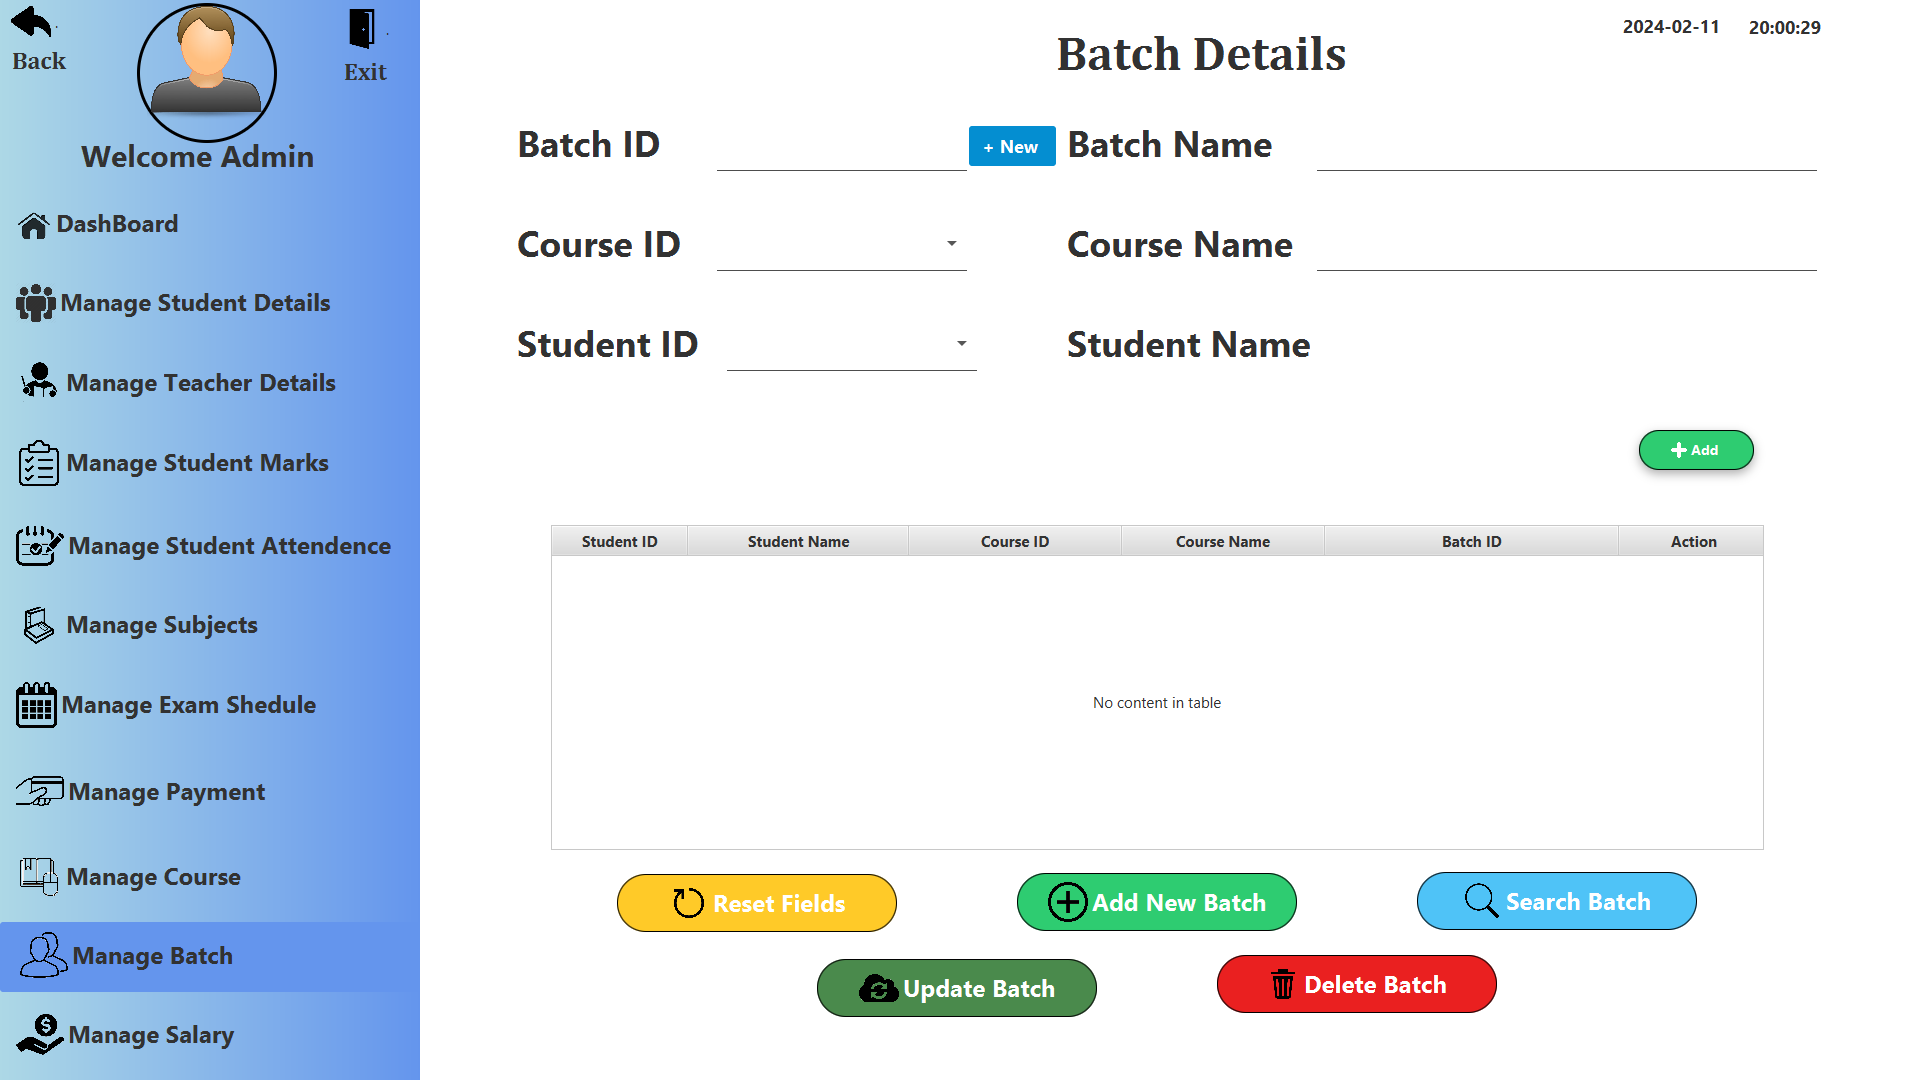 Back
Exit
Welcome Admin
DashBoard
Manage Student Details
Manage Teacher Details
Manage Student Marks
Manage Student Attendence
Manage Subjects
Manage Exam Shedule
Manage Payment
Manage Course
Manage Batch
Manage Salary
2024-02-11 20:00:29
Batch Details
Batch ID + New Batch Name
Course ID Course Name
Student ID Student Name
Add
Student ID Student Name Course ID Course Name Batch ID Action
No content in table
Reset Fields Add New Batch Search Batch
Update Batch Delete Batch